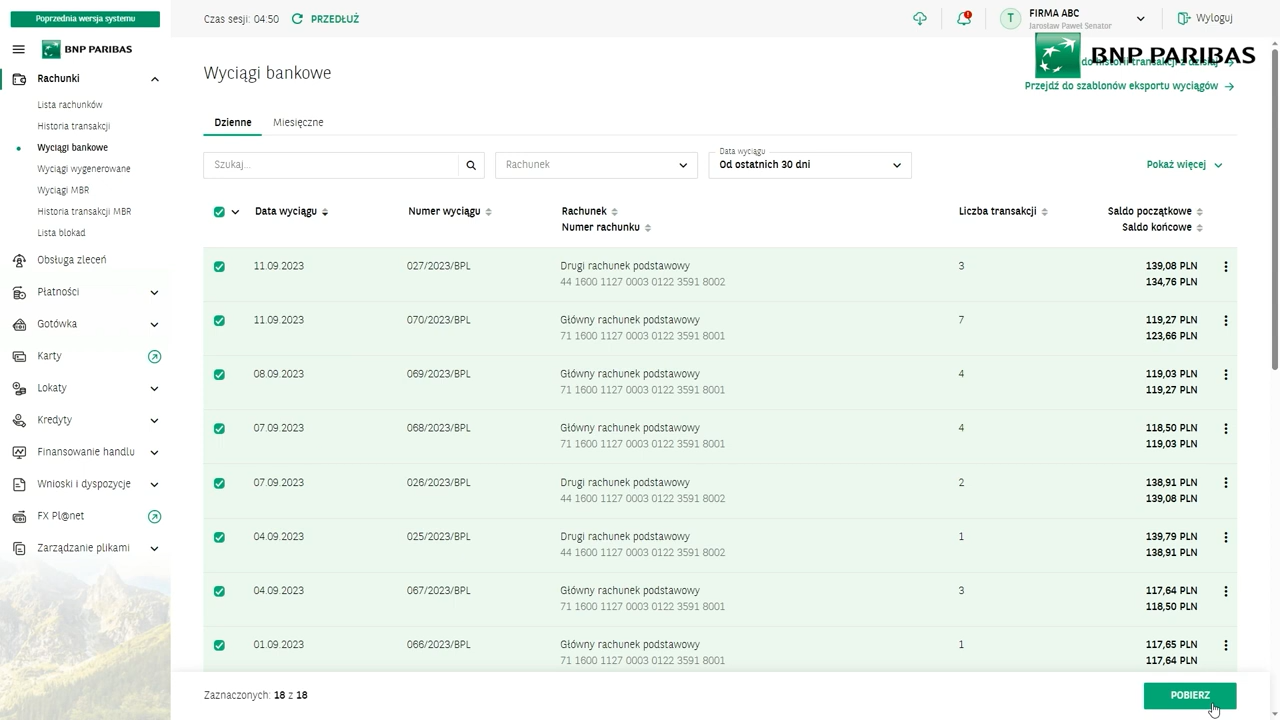 Poprzednia wersja systemu
Czas sesji: 04:50 PRZEDŁUŻ
T FIRMA ABC
Jarosław Paweł Senator
Wyloguj
BNP PARIBAS
BNP PARIBAS
Rachunki
Lista rachunków
Historia transakcji
Wyciągi bankowe
Wyciągi wygenerowane
Wyciągi MBR
Historia transakcji MBR
Lista blokad
Obsługa zleceń
Płatności
Gotówka
Karty
Lokaty
Kredyty
Finansowanie handlu
Wnioski i dyspozycje
FX Pl@net
Zarządzanie plikami
Wyciągi bankowe
do historii transakcji z dzisiaj
Przejdź do szablonów eksportu wyciągów
Dzienne Miesięczne
Szukaj...
Rachunek
Data wyciągu
Od ostatnich 30 dni
Pokaż więcej
Data wyciągu Numer wyciągu Rachunek Liczba transakcji Saldo początkowe
Numer rachunku Saldo końcowe
11.09.2023 027/2023/BPL Drugi rachunek podstawowy 3 139,08 PLN
44 1600 1127 0003 0122 3591 8002 134,76 PLN
11.09.2023 070/2023/BPL Główny rachunek podstawowy 7 119,27 PLN
71 1600 1127 0003 0122 3591 8001 123,66 PLN
08.09.2023 069/2023/BPL Główny rachunek podstawowy 4 119,03 PLN
71 1600 1127 0003 0122 3591 8001 119,27 PLN
07.09.2023 068/2023/BPL Główny rachunek podstawowy 4 118,50 PLN
71 1600 1127 0003 0122 3591 8001 119,03 PLN
07.09.2023 026/2023/BPL Drugi rachunek podstawowy 2 138,91 PLN
44 1600 1127 0003 0122 3591 8002 139,08 PLN
04.09.2023 025/2023/BPL Drugi rachunek podstawowy 1 139,79 PLN
44 1600 1127 0003 0122 3591 8002 138,91 PLN
04.09.2023 067/2023/BPL Główny rachunek podstawowy 3 117,64 PLN
71 1600 1127 0003 0122 3591 8001 118,50 PLN
01.09.2023 066/2023/BPL Główny rachunek podstawowy 1 117,65 PLN
71 1600 1127 0003 0122 3591 8001 117,64 PLN
Zaznaczonych: 18 z 18
POBIERZ